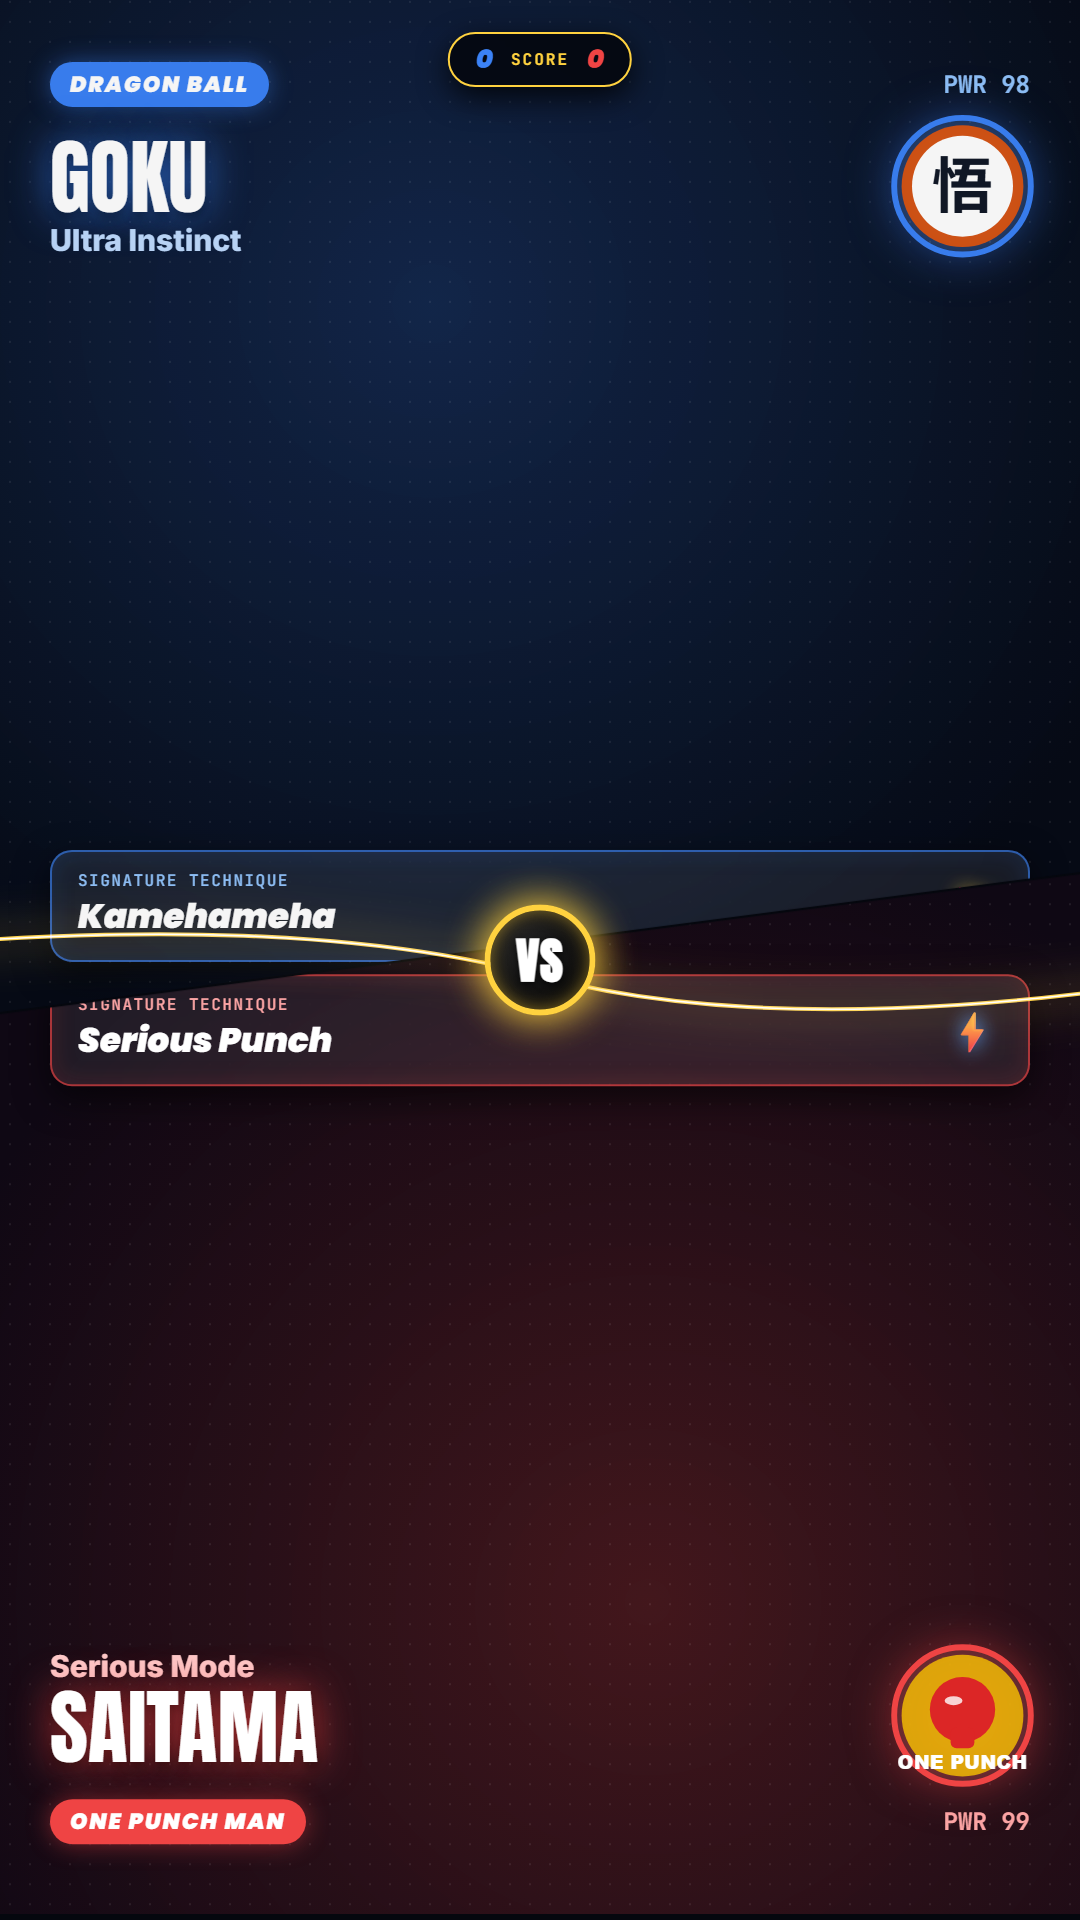 0 SCORE 0
DRAGON BALL
PWR 98
GOKU
悟
Ultra Instinct
SIGNATURE TECHNIQUE
Kamehameha
VS
SIGNATURE TECHNIQUE
Serious Punch
Serious Mode
SAITAMA
ONE PUNCH
ONE PUNCH MAN
PWR 99